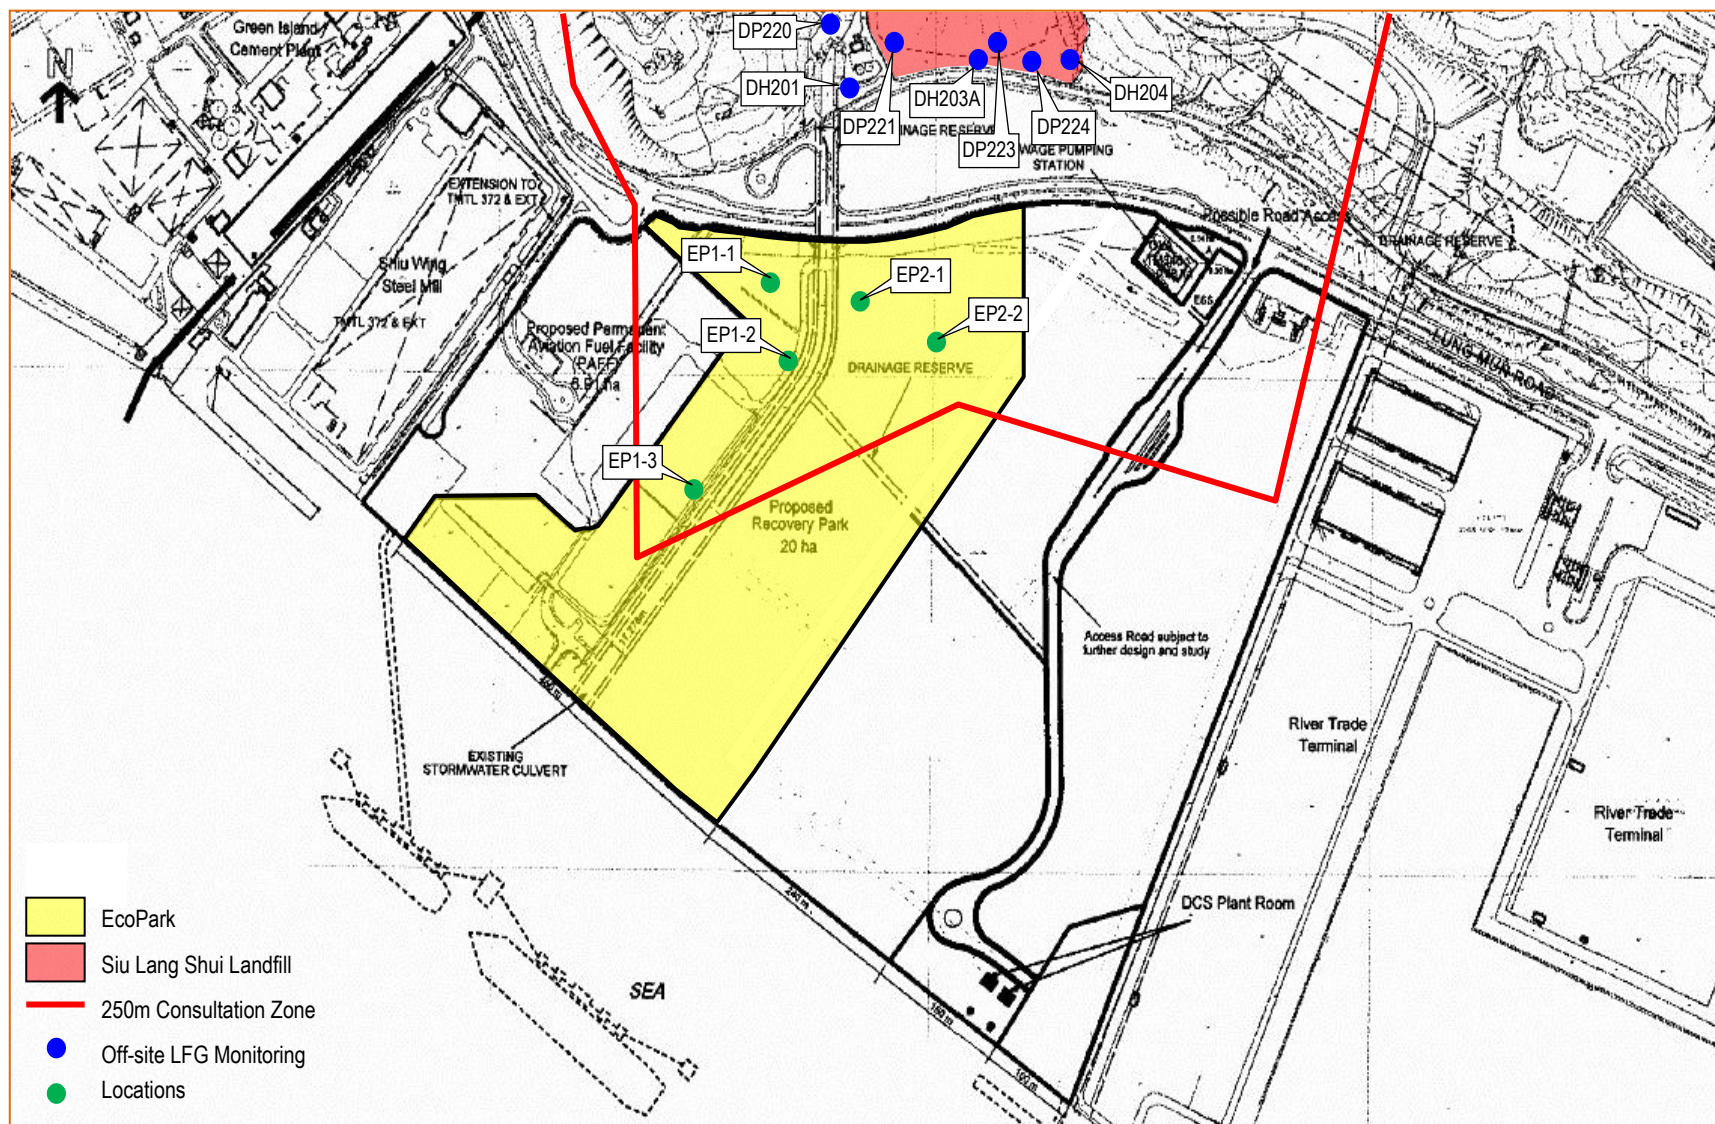 Green Island
Cement Plant
N
DP220
DH201
DP221
DH203A
DP223
DP224
DH204
INAGE RESERVE
WAGE PUMPING
STATION
EXTENSION TO
TMTL 372 & EXT
Possible Road Access
DRAINAGE RESERVE
Shiu Wing
Steel Mill
TMTL 372 & EXT
EP1-1
EP2-1
EP1-2
EP2-2
EP1-3
Proposed Permanent
Aviation Fuel Facility
(PAFF)
DRAINAGE RESERVE
ESS
LUNG MUN ROAD
Proposed
Recovery Park
20 ha
Access Road subject to
further design and study
EXISTING
STORMWATER CULVERT
River Trade
Terminal
River Trade
Terminal
240 m
DCS Plant Room
SEA
100 m
EcoPark
Siu Lang Shui Landfill
250m Consultation Zone
Off-site LFG Monitoring
Locations